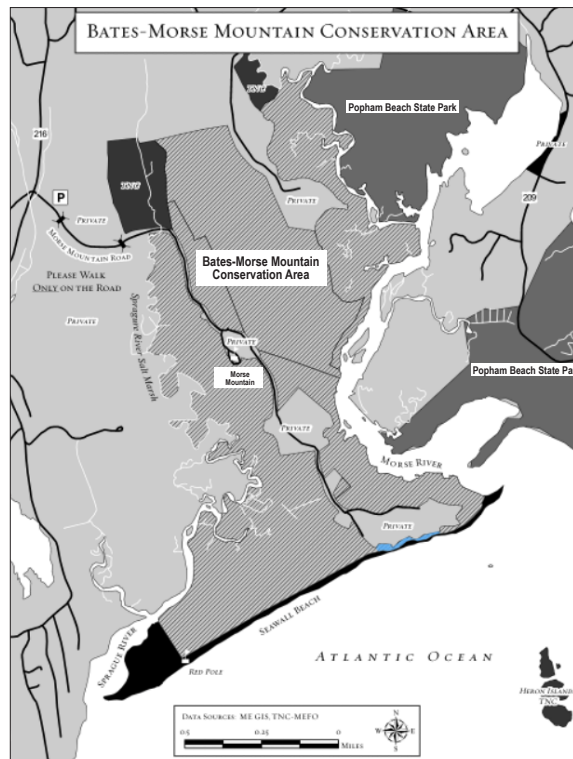 BATES-MORSE MOUNTAIN CONSERVATION AREA
TNC
Popham Beach State Park
216
PRIVATE
TNC
209
P
PRIVATE
PRIVATE
MORSE MOUNTAIN ROAD
Bates-Morse Mountain
Conservation Area
PLEASE WALK
ONLY ON THE ROAD
Sprague River
Salt Marsh
PRIVATE
PRIVATE
Morse
Mountain
Popham Beach State Pa
PRIVATE
MORSE RIVER
PRIVATE
SEAWALL BEACH
SPRAGUE RIVER
RED POLE
ATLANTIC OCEAN
HERON ISLAND
TNC
DATA SOURCES: ME GIS, TNC-MEFO
N
W E
S
0.5 0.25 0
MILES